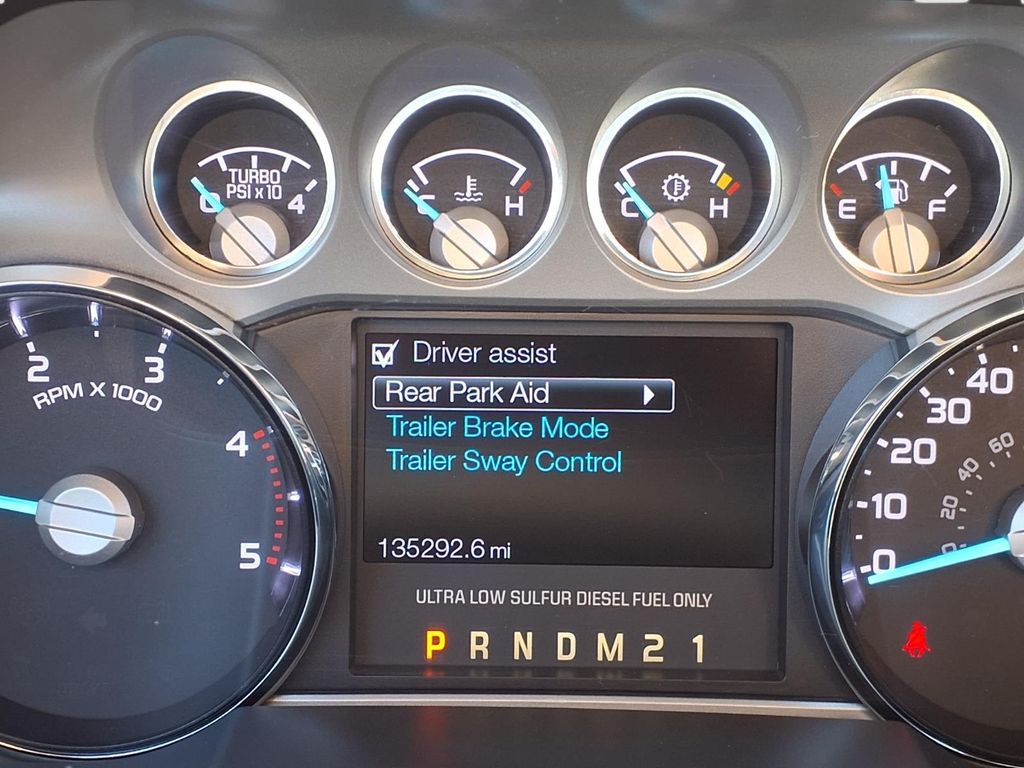 TURBO
PSI x 10
0 4
C H
C H
E F
2 3
4
5
RPM X 1000
Driver assist
Rear Park Aid
Trailer Brake Mode
Trailer Sway Control
135292.6 mi
ULTRA LOW SULFUR DIESEL FUEL ONLY
P R N D M 2 1
40
30
20
10
0
60
40
20
0